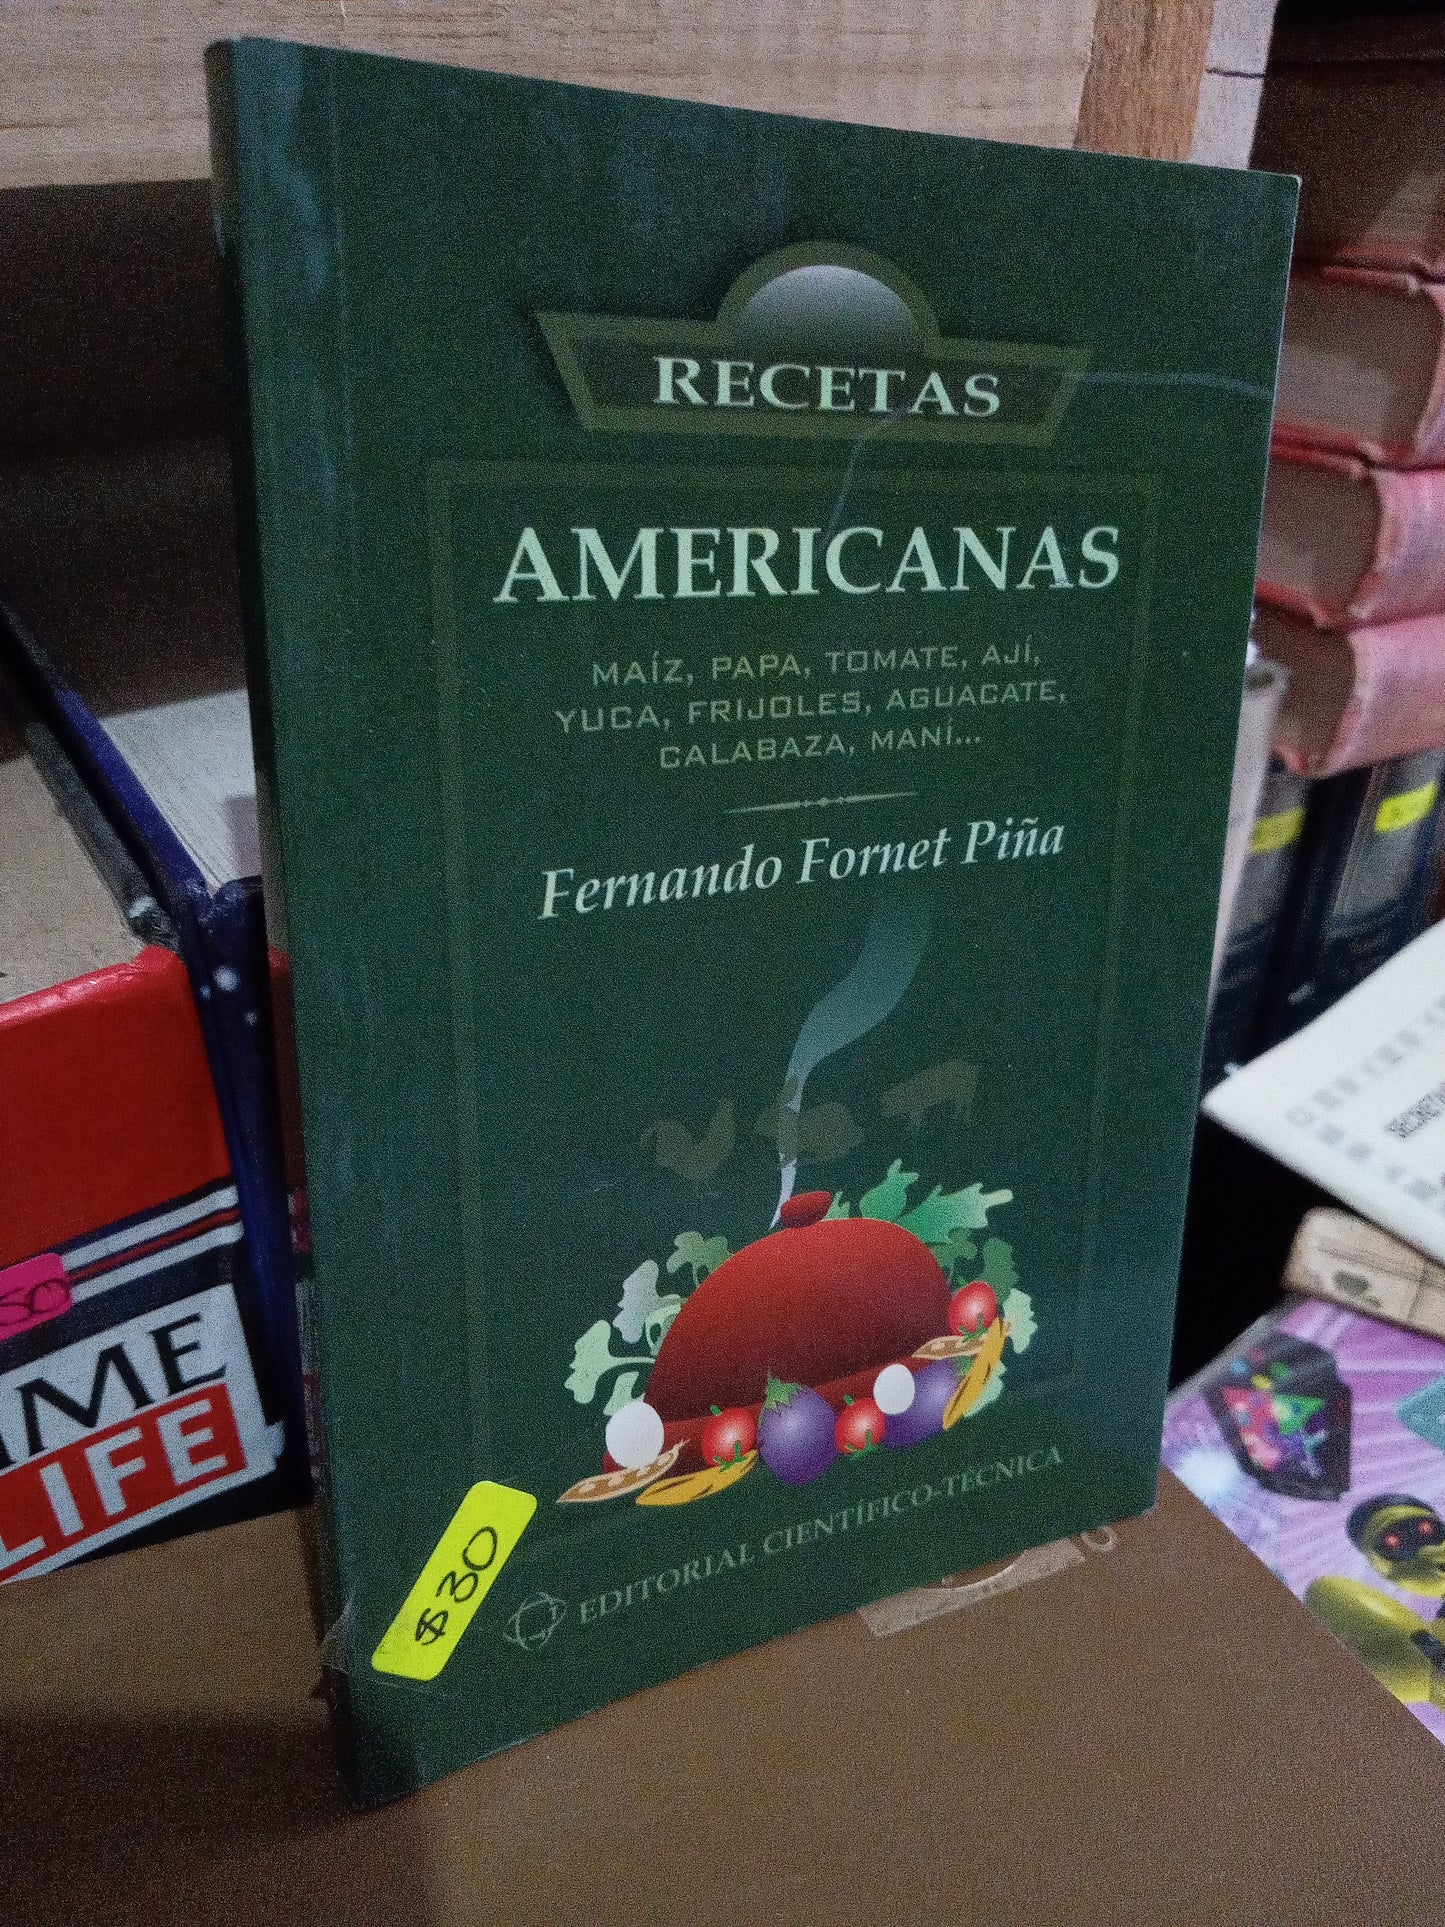 RECETAS
AMERICANAS
MAÍZ, PAPA, TOMATE, AJÍ,
YUCA, FRIJOLES, AGUACATE,
CALABAZA, MANÍ...
Fernando Fornet Piña
EDITORIAL CIENTÍFICO-TÉCNICA
$30
50
IME
LIFE